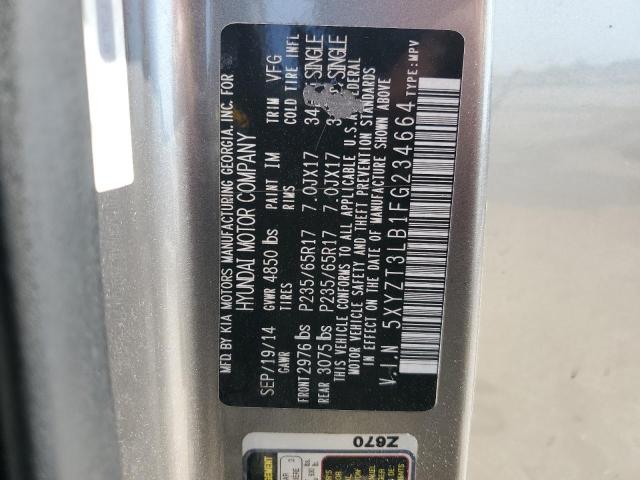 MFD BY KIA MOTORS MANUFACTURING GEORGIA, INC. FOR
HYUNDAI MOTOR COMPANY
SEP/19/14 GVWR 4850 lbs PAINT IM TRIM VFG
GAWR TIRES RIMS COLD TIRE INFL
FRONT 2976 lbs P235/65R17 7.0JX17 SINGLE
REAR 3075 lbs P235/65R17 7.0JX17 SINGLE
THIS VEHICLE CONFORMS TO ALL APPLICABLE U.S.A. FEDERAL
MOTOR VEHICLE SAFETY AND THEFT PREVENTION STANDARDS
IN EFFECT ON THE DATE OF MANUFACTURE SHOWN ABOVE
V.I.N 5XYZT3LB1FG234664 TYPE:MPV
Z670